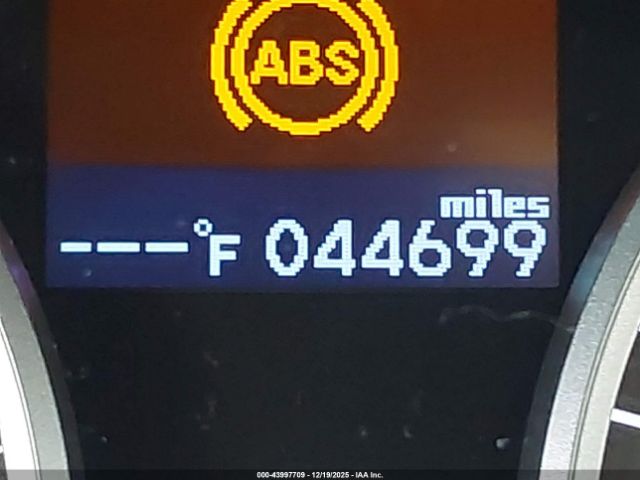 ABS
miles
---°F 044699
000-43997709 - 12/19/2025 - IAA Inc.